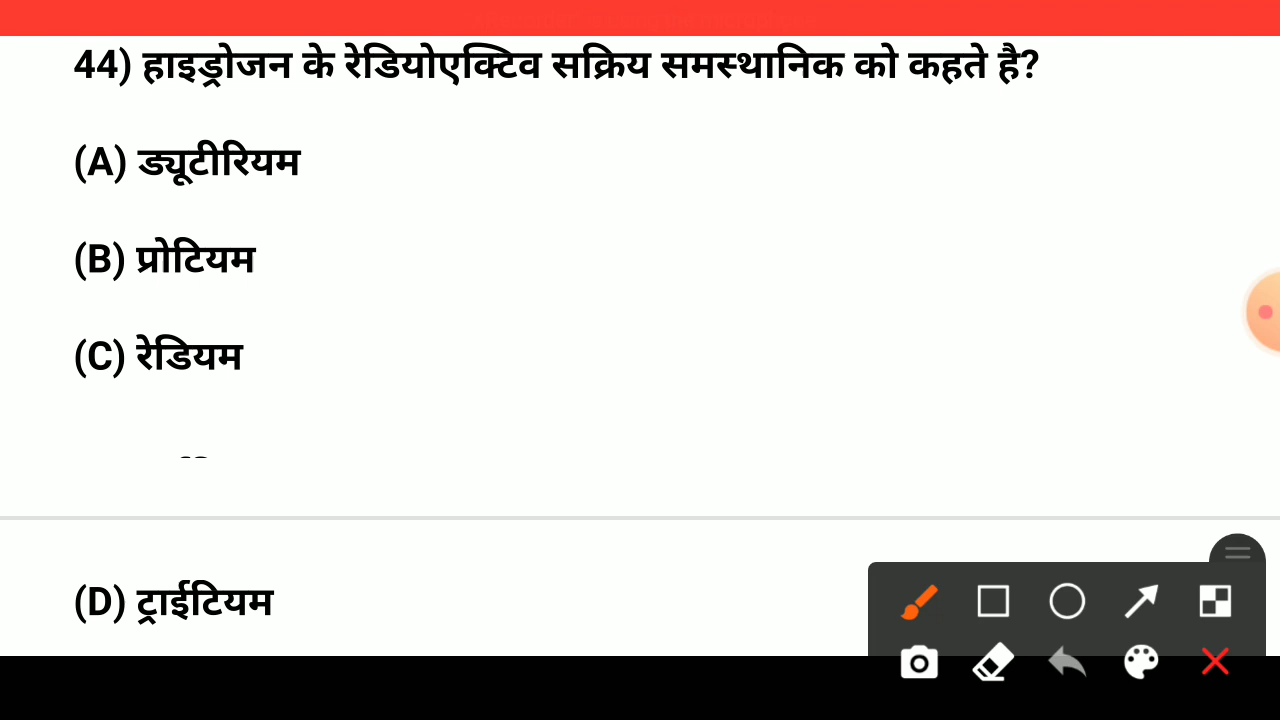 44) हाइड्रोजन के रेडियोएक्टिव सक्रिय समस्थानिक को कहते है?
(A) ड्यूटीरियम
(B) प्रोटियम
(C) रेडियम
(D) ट्राईटियम